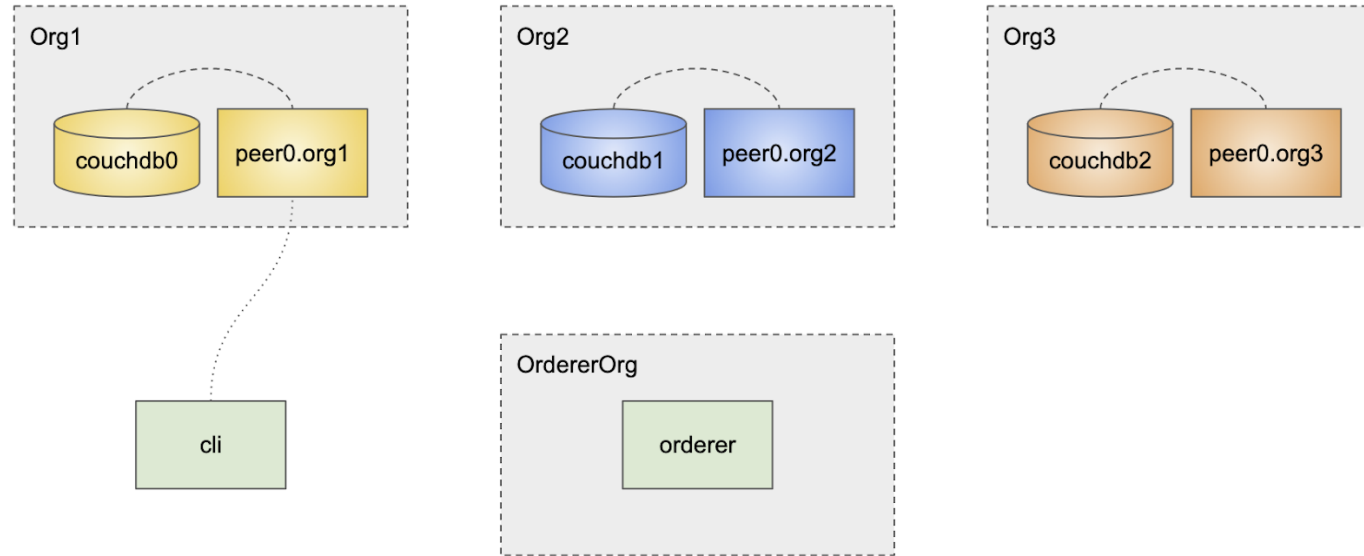 Org1
couchdb0
peer0.org1
Org2
couchdb1
peer0.org2
Org3
couchdb2
peer0.org3
cli
OrdererOrg
orderer